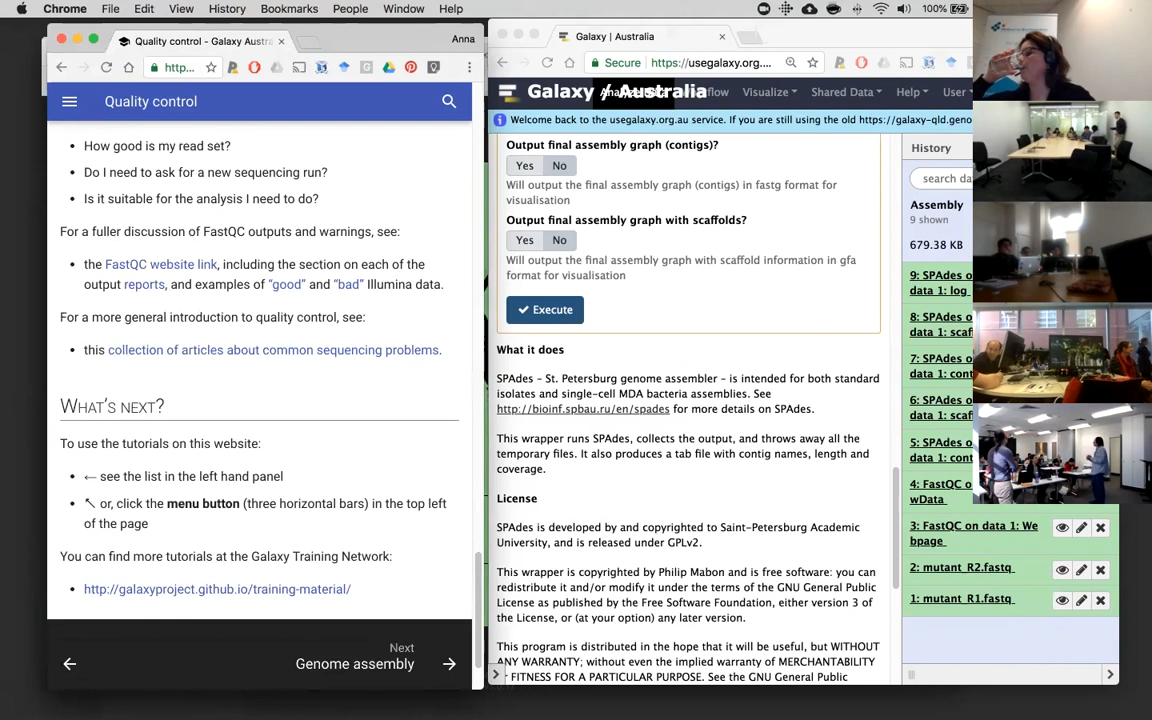 Chrome File Edit View History Bookmarks People Window Help 100%
Quality control - Galaxy Austra Anna
http...
Quality control
How good is my read set?
Do I need to ask for a new sequencing run?
Is it suitable for the analysis I need to do?
For a fuller discussion of FastQC outputs and warnings, see:
the FastQC website link, including the section on each of the
output reports, and examples of “good” and “bad” Illumina data.
For a more general introduction to quality control, see:
this collection of articles about common sequencing problems.
What's next?
To use the tutorials on this website:
← see the list in the left hand panel
↖ or, click the menu button (three horizontal bars) in the top left
of the page
You can find more tutorials at the Galaxy Training Network:
http://galaxyproject.github.io/training-material/
Next
Genome assembly
Galaxy | Australia
Secure https://usegalaxy.org....
Galaxy / Australia Visualize Shared Data Help User
Welcome back to the usegalaxy.org.au service. If you are still using the old https://galaxy-qld.geno
Output final assembly graph (contigs)?
Yes No
Will output the final assembly graph (contigs) in fastg format for
visualisation
Output final assembly graph with scaffolds?
Yes No
Will output the final assembly graph with scaffold information in gfa
format for visualisation
Execute
What it does
SPAdes - St. Petersburg genome assembler - is intended for both standard
isolates and single-cell MDA bacteria assemblies. See
http://bioinf.spbau.ru/en/spades for more details on SPAdes.
This wrapper runs SPAdes, collects the output, and throws away all the
temporary files. It also produces a tab file with contig names, length and
coverage.
License
SPAdes is developed by and copyrighted to Saint-Petersburg Academic
University, and is released under GPLv2.
This wrapper is copyrighted by Philip Mabon and is free software: you can
redistribute it and/or modify it under the terms of the GNU General Public
License as published by the Free Software Foundation, either version 3 of
the License, or (at your option) any later version.
This program is distributed in the hope that it will be useful, but WITHOUT
ANY WARRANTY; without even the implied warranty of MERCHANTABILITY
FITNESS FOR A PARTICULAR PURPOSE. See the GNU General Public
History
search da
Assembly
9 shown
679.38 KB
9: SPAdes o
data 1: log
8: SPAdes o
data 1: scaf
7: SPAdes o
data 1: cont
6: SPAdes o
data 1: scaf
5: SPAdes o
data 1: cont
4: FastQC o
wData
3: FastQC on data 1: We
bpage
2: mutant_R2.fastq
1: mutant_R1.fastq